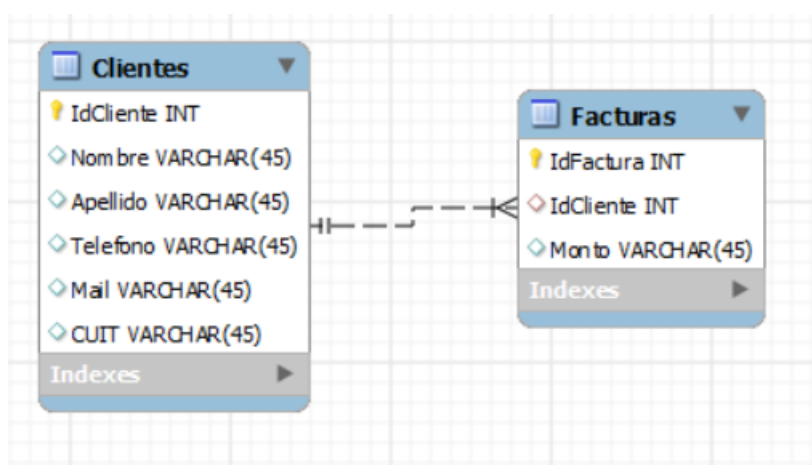 Clientes
IdCliente INT
Nombre VARCHAR(45)
Apellido VARCHAR(45)
Telefono VARCHAR(45)
Mail VARCHAR(45)
CUIT VARCHAR(45)
Indexes
Facturas
IdFactura INT
IdCliente INT
Monto VARCHAR(45)
Indexes